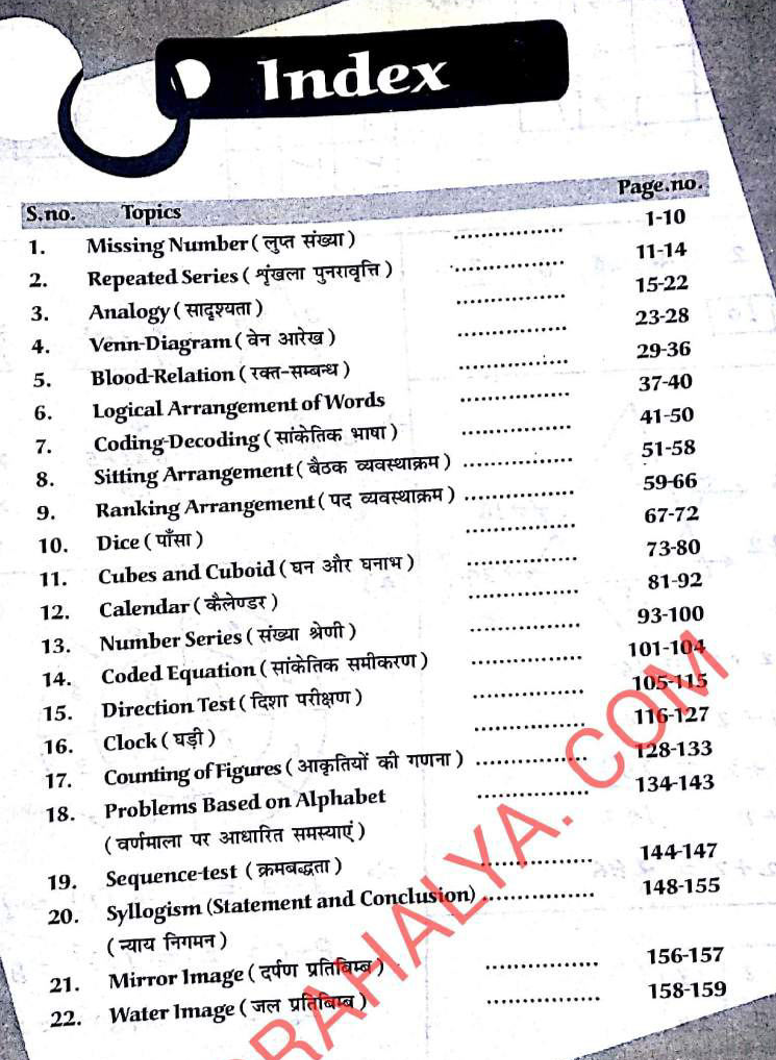 Index
S.no. Topics Page.no.
1. Missing Number ( लुप्त संख्या ) ................ 1-10
2. Repeated Series ( शृंखला पुनरावृत्ति ) ................ 11-14
3. Analogy ( सादृश्यता ) ................ 15-22
4. Venn-Diagram ( वेन आरेख ) ................ 23-28
5. Blood-Relation ( रक्त-सम्बन्ध ) ................ 29-36
6. Logical Arrangement of Words ................ 37-40
7. Coding-Decoding ( सांकेतिक भाषा ) ................ 41-50
8. Sitting Arrangement ( बैठक व्यवस्थाक्रम ) ................ 51-58
9. Ranking Arrangement ( पद व्यवस्थाक्रम ) ................ 59-66
10. Dice ( पाँसा ) ................ 67-72
11. Cubes and Cuboid ( घन और घनाभ ) ................ 73-80
12. Calendar ( कैलेण्डर ) ................ 81-92
13. Number Series ( संख्या श्रेणी ) ................ 93-100
14. Coded Equation ( सांकेतिक समीकरण ) ................ 101-104
15. Direction Test ( दिशा परीक्षण ) ................ 105-115
16. Clock ( घड़ी ) ................ 116-127
17. Counting of Figures ( आकृतियों की गणना ) ................ 128-133
18. Problems Based on Alphabet ................ 134-143
( वर्णमाला पर आधारित समस्याएं )
19. Sequence-test ( क्रमबद्धता ) ................ 144-147
20. Syllogism (Statement and Conclusion) ................ 148-155
( न्याय निगमन )
21. Mirror Image ( दर्पण प्रतिबिम्ब ) ................ 156-157
22. Water Image ( जल प्रतिबिम्ब ) ................ 158-159
RAHALYA. COM